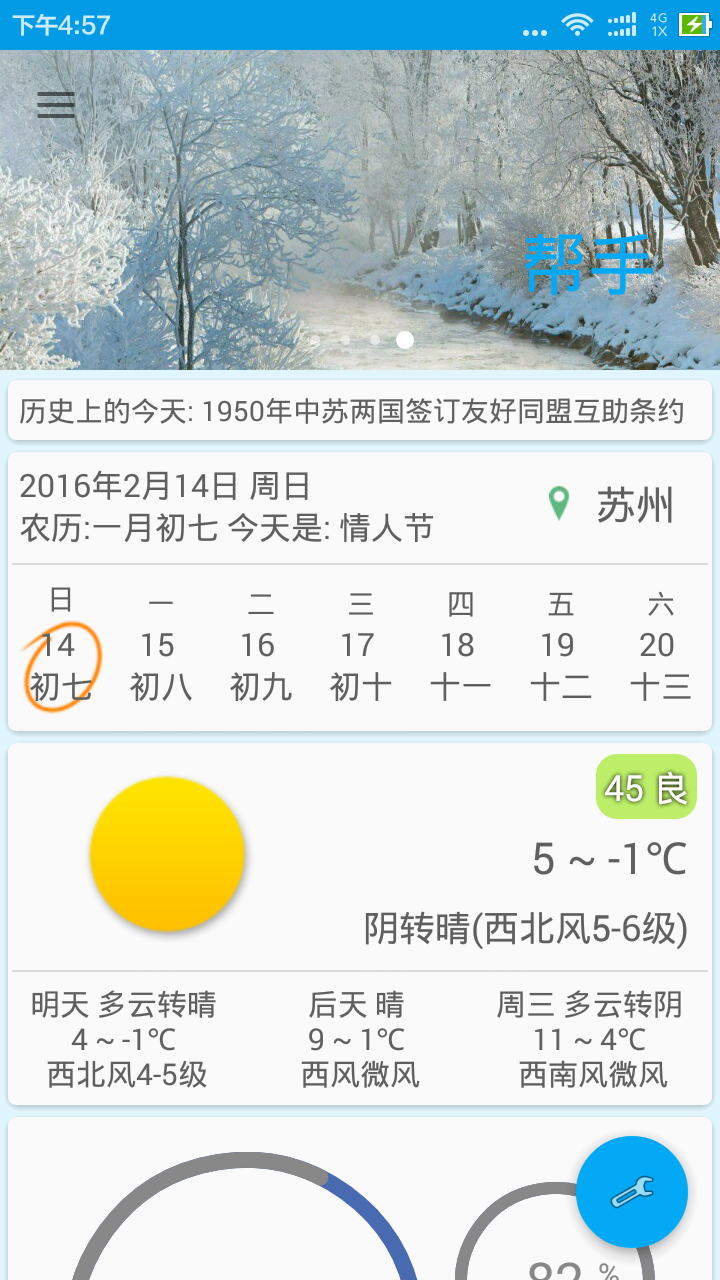 下午4:57
4G
1X
帮手
历史上的今天: 1950年中苏两国签订友好同盟互助条约
2016年2月14日 周日
农历:一月初七 今天是: 情人节
苏州
日 一 二 三 四 五 六
14 15 16 17 18 19 20
初七 初八 初九 初十 十一 十二 十三
45 良
5 ~ -1℃
阴转晴(西北风5-6级)
明天 多云转晴
4 ~ -1℃
西北风4-5级
后天 晴
9 ~ 1℃
西风微风
周三 多云转阴
11 ~ 4℃
西南风微风
82 %